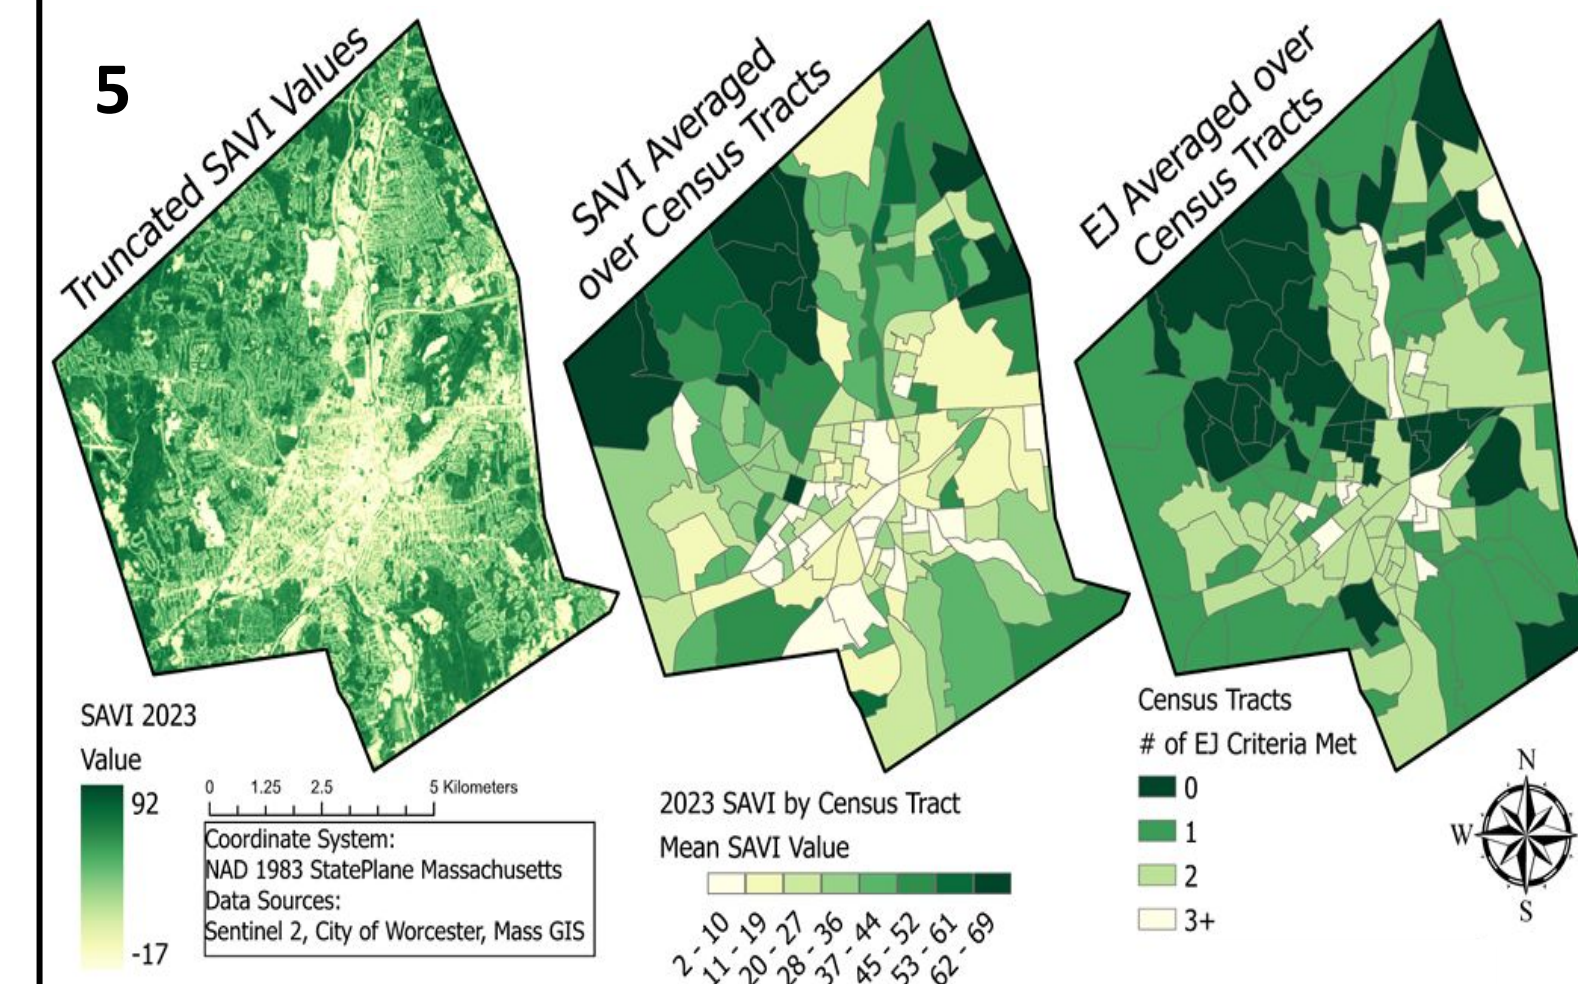 5
Truncated SAVI Values
SAVI Averaged
over Census Tracts
EJ Averaged over
Census Tracts
SAVI 2023
Value
92
-17
0 1.25 2.5 5 Kilometers
Coordinate System:
NAD 1983 StatePlane Massachusetts
Data Sources:
Sentinel 2, City of Worcester, Mass GIS
2023 SAVI by Census Tract
Mean SAVI Value
2 - 10
11 - 19
20 - 27
28 - 36
37 - 44
45 - 52
53 - 61
62 - 69
Census Tracts
# of EJ Criteria Met
0
1
2
3+
N
W
S